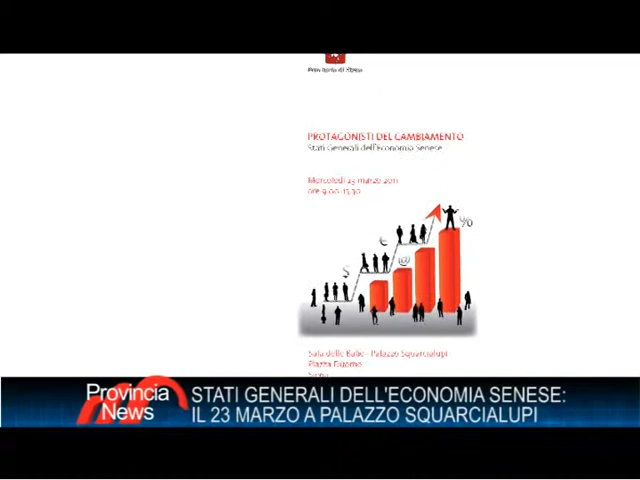 Provincia di Siena
PROTAGONISTI DEL CAMBIAMENTO
Stati Generali dell'Economia Senese
Mercoledì 23 marzo 2011
ore 9.00-13.30
%
€
@
$
Sala delle Balie - Palazzo Squarcialupi
Piazza Duomo
Siena
Provincia
News
STATI GENERALI DELL'ECONOMIA SENESE:
IL 23 MARZO A PALAZZO SQUARCIALUPI